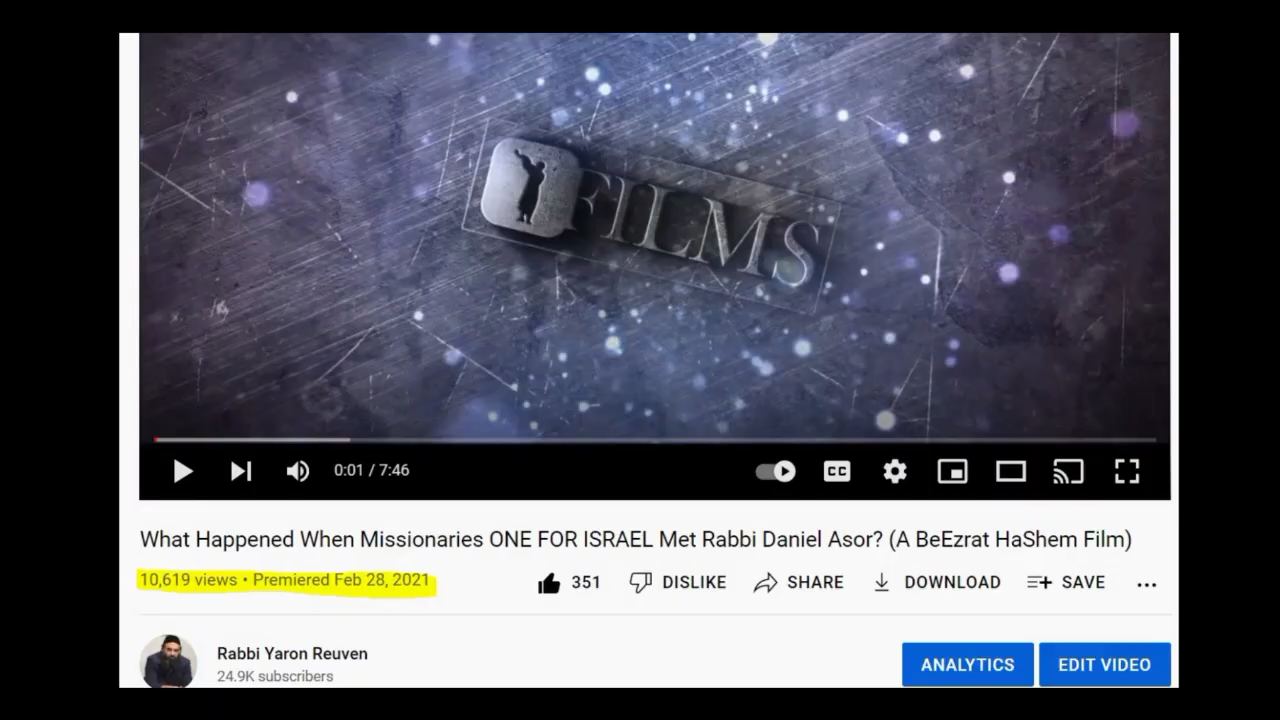 FILMS
0:01 / 7:46
CC
What Happened When Missionaries ONE FOR ISRAEL Met Rabbi Daniel Asor? (A BeEzrat HaShem Film)
10,619 views • Premiered Feb 28, 2021
351 DISLIKE SHARE DOWNLOAD SAVE ...
Rabbi Yaron Reuven
24.9K subscribers
ANALYTICS EDIT VIDEO